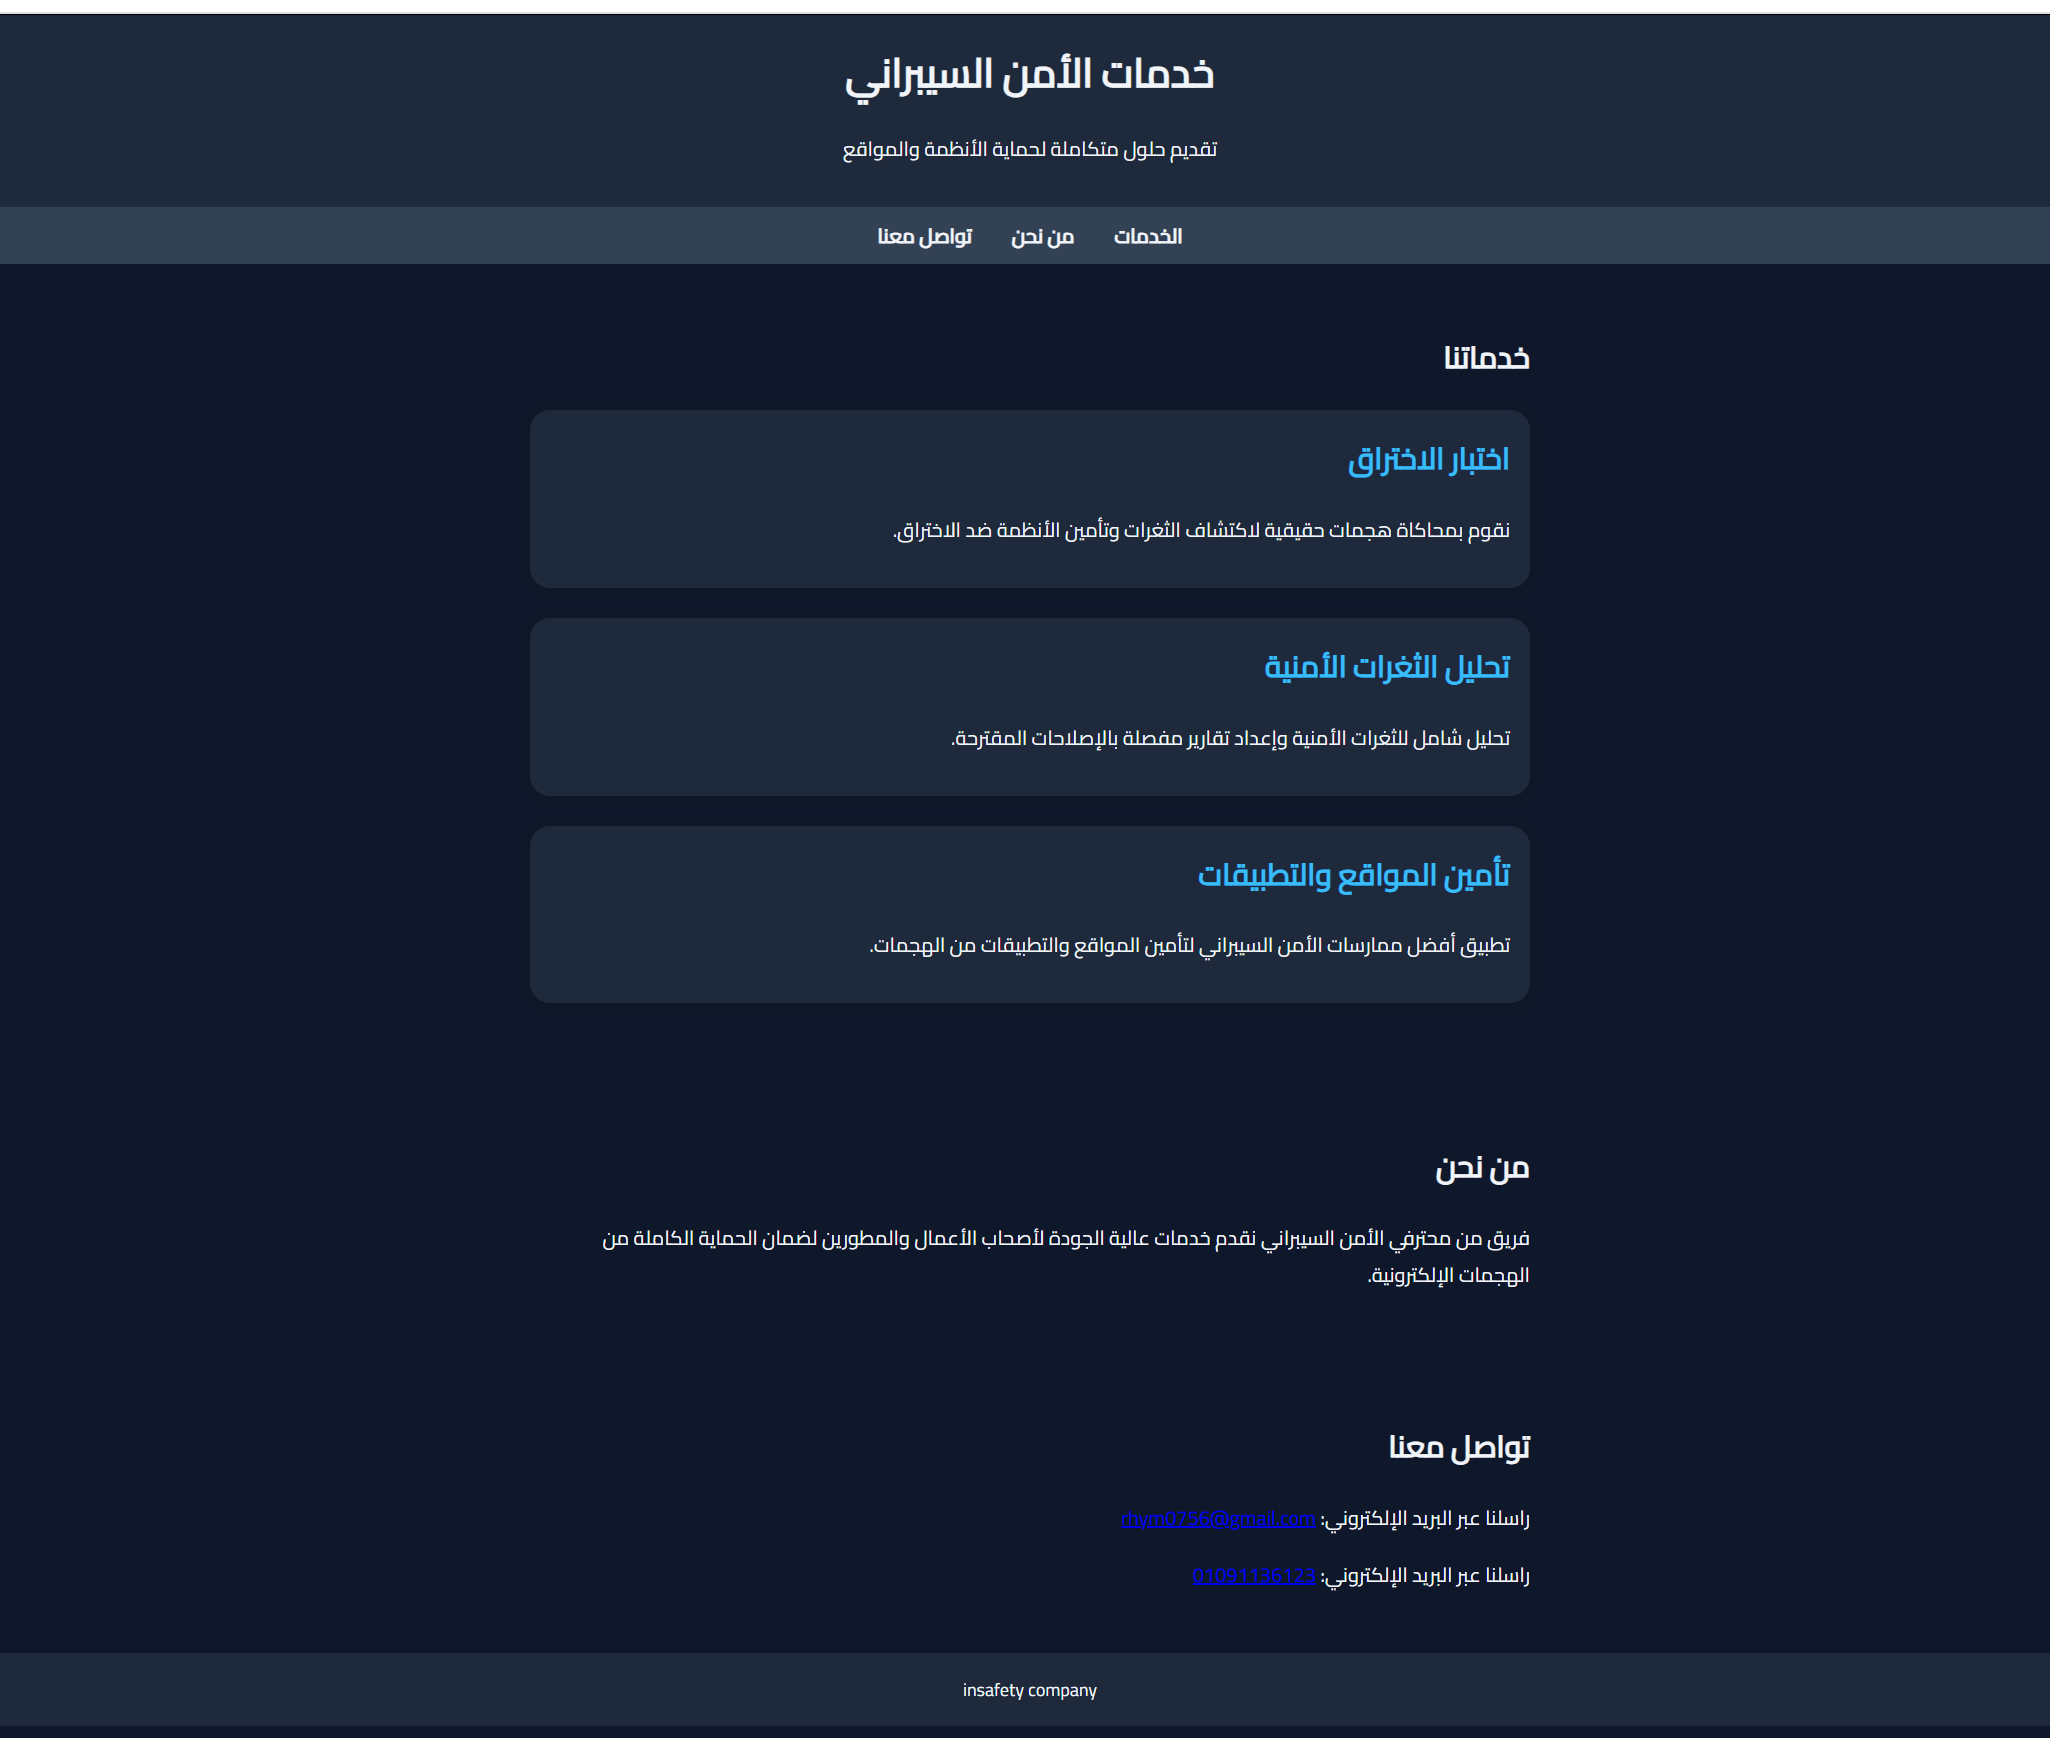 خدمات الأمن السيبراني
تقديم حلول متكاملة لحماية الأنظمة والمواقع
الخدمات من نحن تواصل معنا
خدماتنا
اختبار الاختراق
نقوم بمحاكاة هجمات حقيقية لاكتشاف الثغرات وتأمين الأنظمة ضد الاختراق.
تحليل الثغرات الأمنية
تحليل شامل للثغرات الأمنية وإعداد تقارير مفصلة بالإصلاحات المقترحة.
تأمين المواقع والتطبيقات
تطبيق أفضل ممارسات الأمن السيبراني لتأمين المواقع والتطبيقات من الهجمات.
من نحن
فريق من محترفي الأمن السيبراني نقدم خدمات عالية الجودة لأصحاب الأعمال والمطورين لضمان الحماية الكاملة من
الهجمات الإلكترونية.
تواصل معنا
راسلنا عبر البريد الإلكتروني: rhym0756@gmail.com
راسلنا عبر البريد الإلكتروني: 01091136123
insafety company